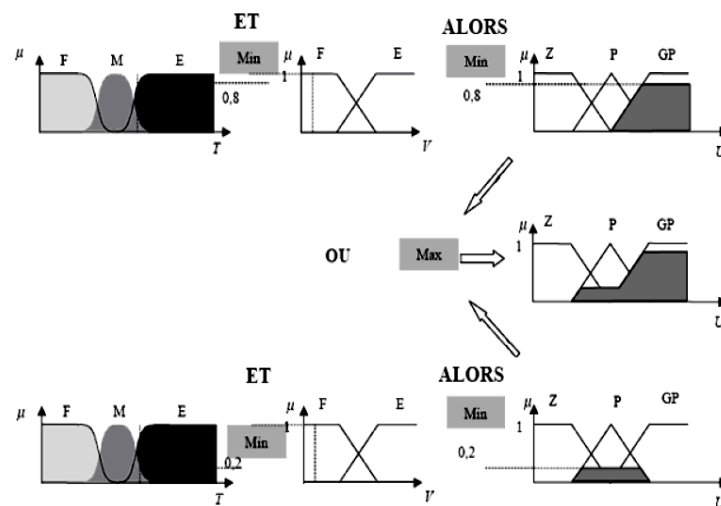 ET
ALORS
μ
F
M
E
Min
μ
F
E
Min
Z
P
GP
1
0,8
0,8
1
T
V
U
OU
Max
μ
Z
P
GP
1
U
ET
ALORS
μ
F
M
E
Min
μ
F
E
Min
μ
Z
P
GP
1
0,2
0,2
1
T
V
U